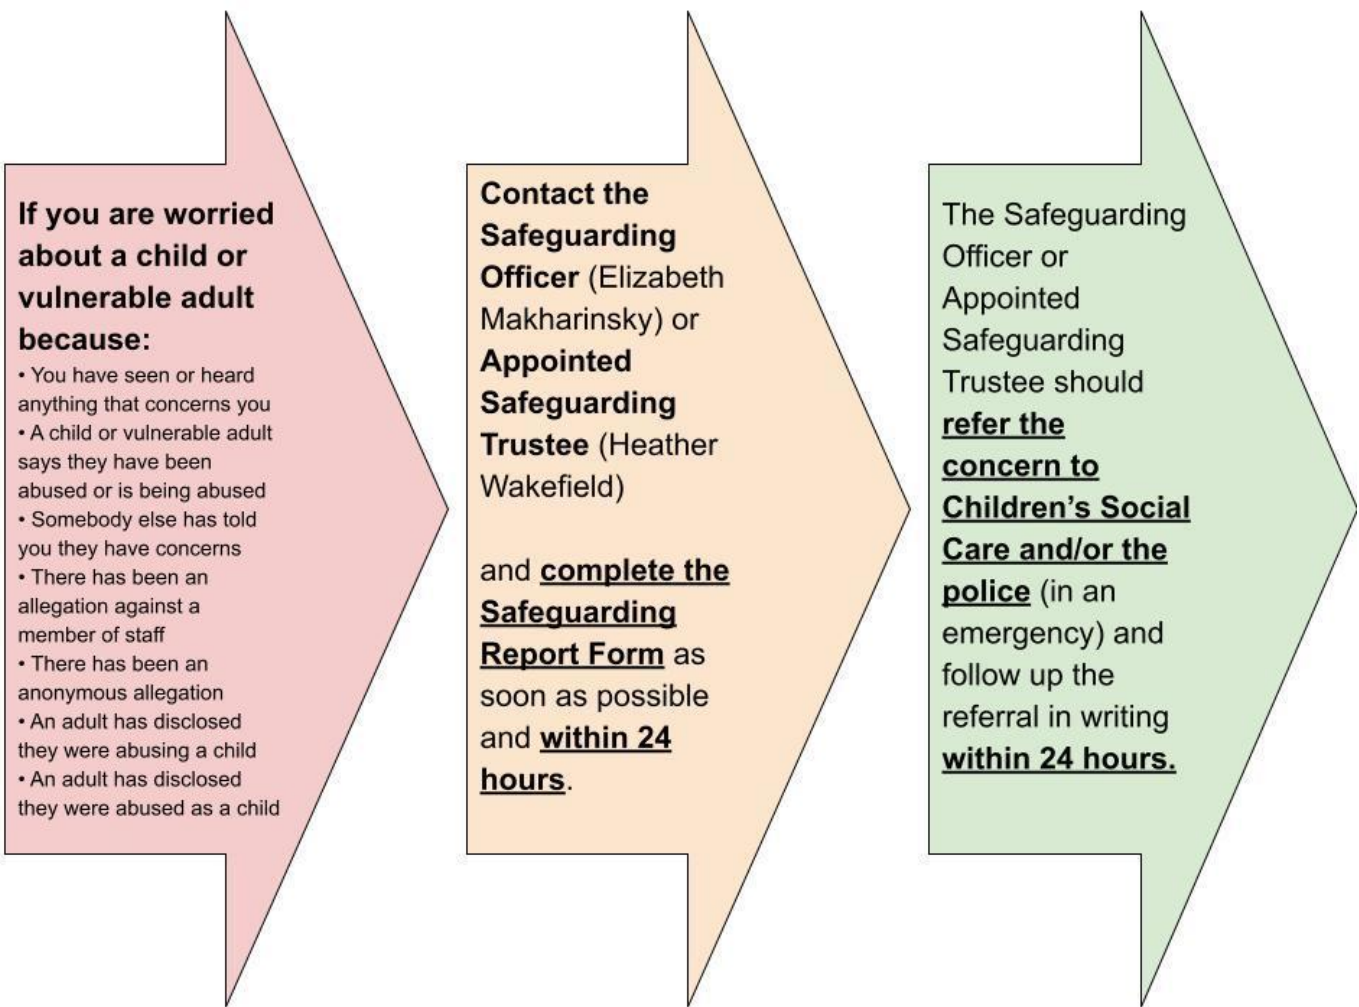 If you are worried
about a child or
vulnerable adult
because:
• You have seen or heard
anything that concerns you
• A child or vulnerable adult
says they have been
abused or is being abused
• Somebody else has told
you they have concerns
• There has been an
allegation against a
member of staff
• There has been an
anonymous allegation
• An adult has disclosed
they were abusing a child
• An adult has disclosed
they were abused as a child
Contact the
Safeguarding
Officer (Elizabeth
Makharinsky) or
Appointed
Safeguarding
Trustee (Heather
Wakefield)
and complete the
Safeguarding
Report Form as
soon as possible
and within 24
hours.
The Safeguarding
Officer or
Appointed
Safeguarding
Trustee should
refer the
concern to
Children’s Social
Care and/or the
police (in an
emergency) and
follow up the
referral in writing
within 24 hours.